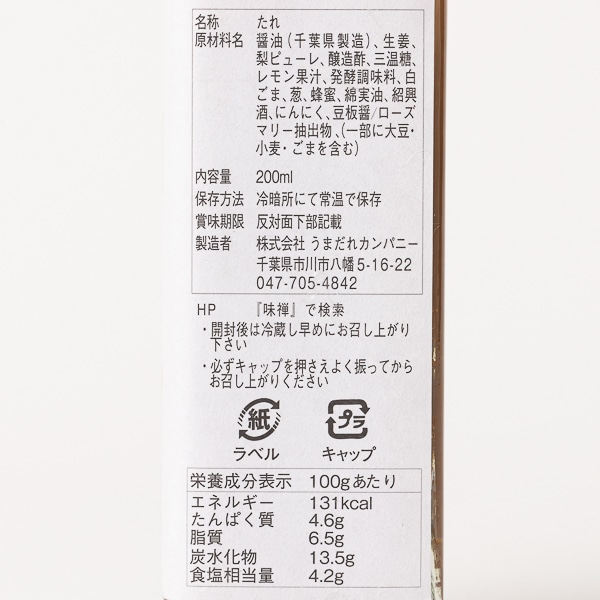 名称 たれ
原材料名 醤油(千葉県製造)、生姜、
梨ピューレ、醸造酢、三温糖、
レモン果汁、発酵調味料、白
ごま、葱、蜂蜜、綿実油、紹興
酒、にんにく、豆板醤/ローズ
マリー抽出物、(一部に大豆・
小麦・ごまを含む)
内容量 200ml
保存方法 冷暗所にて常温で保存
賞味期限 反対面下部記載
製造者 株式会社 うまだれカンパニー
千葉県市川市八幡5-16-22
047-705-4842
HP 『味禅』で検索
・開封後は冷蔵し早めにお召し上がり
下さい
・必ずキャップを押さえよく振ってから
お召し上がりください
紙 プラ
ラベル キャップ
栄養成分表示 100gあたり
エネルギー 131kcal
たんぱく質 4.6g
脂質 6.5g
炭水化物 13.5g
食塩相当量 4.2g